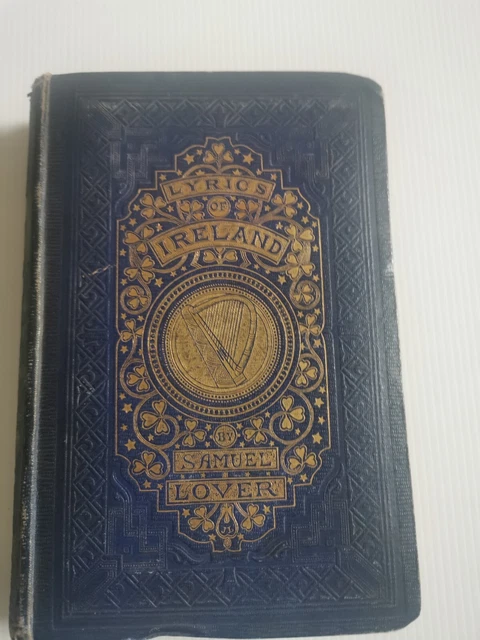 LYRICS
OF
IRELAND
BY
SAMUEL
LOVER